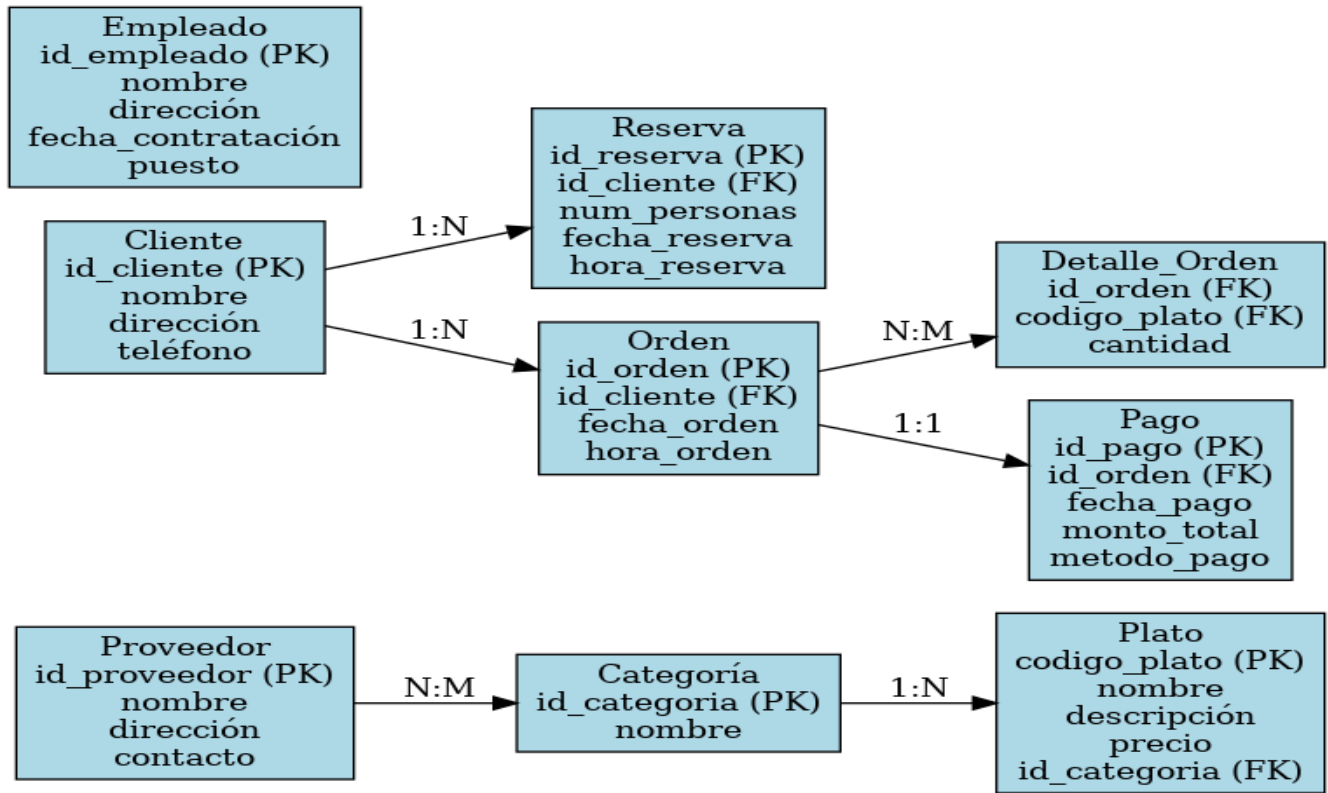 Empleado
id_empleado (PK)
nombre
dirección
fecha_contratación
puesto
Cliente
id_cliente (PK)
nombre
dirección
teléfono
1:N
1:N
Reserva
id_reserva (PK)
id_cliente (FK)
num_personas
fecha_reserva
hora_reserva
Orden
id_orden (PK)
id_cliente (FK)
fecha_orden
hora_orden
N:M
1:1
Detalle_Orden
id_orden (FK)
codigo_plato (FK)
cantidad
Pago
id_pago (PK)
id_orden (FK)
fecha_pago
monto_total
metodo_pago
Proveedor
id_proveedor (PK)
nombre
dirección
contacto
N:M
Categoría
id_categoria (PK)
nombre
1:N
Plato
codigo_plato (PK)
nombre
descripción
precio
id_categoria (FK)